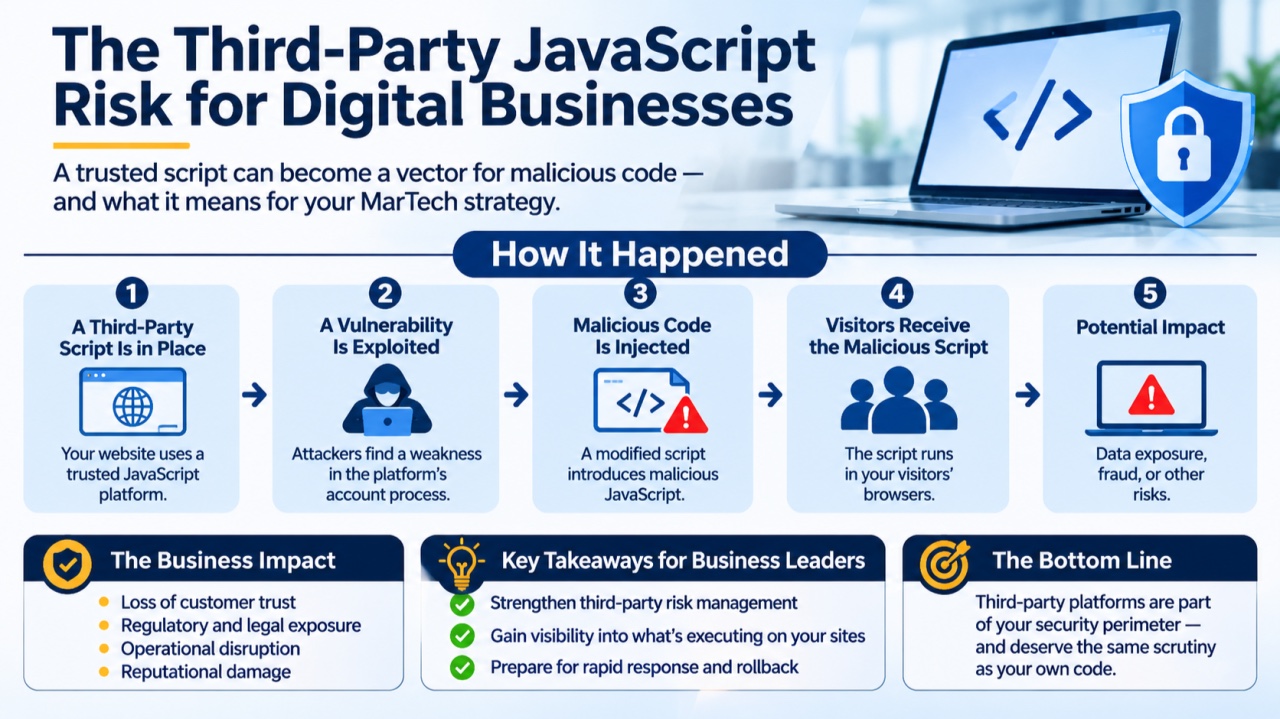 The Third-Party JavaScript
Risk for Digital Businesses
A trusted script can become a vector for malicious code —
and what it means for your MarTech strategy.
</>
How It Happened
1
A Third-Party
Script Is in Place
Your website uses a
trusted JavaScript
platform.
2
A Vulnerability
Is Exploited
Attackers find a weakness
in the platform's
account process.
3
Malicious Code
Is Injected
</>
A modified script
introduces malicious
JavaScript.
4
Visitors Receive
the Malicious Script
The script runs
in your visitors'
browsers.
5
Potential Impact
Data exposure,
fraud, or other
risks.
The Business Impact
Loss of customer trust
Regulatory and legal exposure
Operational disruption
Reputational damage
Key Takeaways for Business Leaders
Strengthen third-party risk management
Gain visibility into what's executing on your sites
Prepare for rapid response and rollback
The Bottom Line
Third-party platforms are part
of your security perimeter —
and deserve the same scrutiny
as your own code.